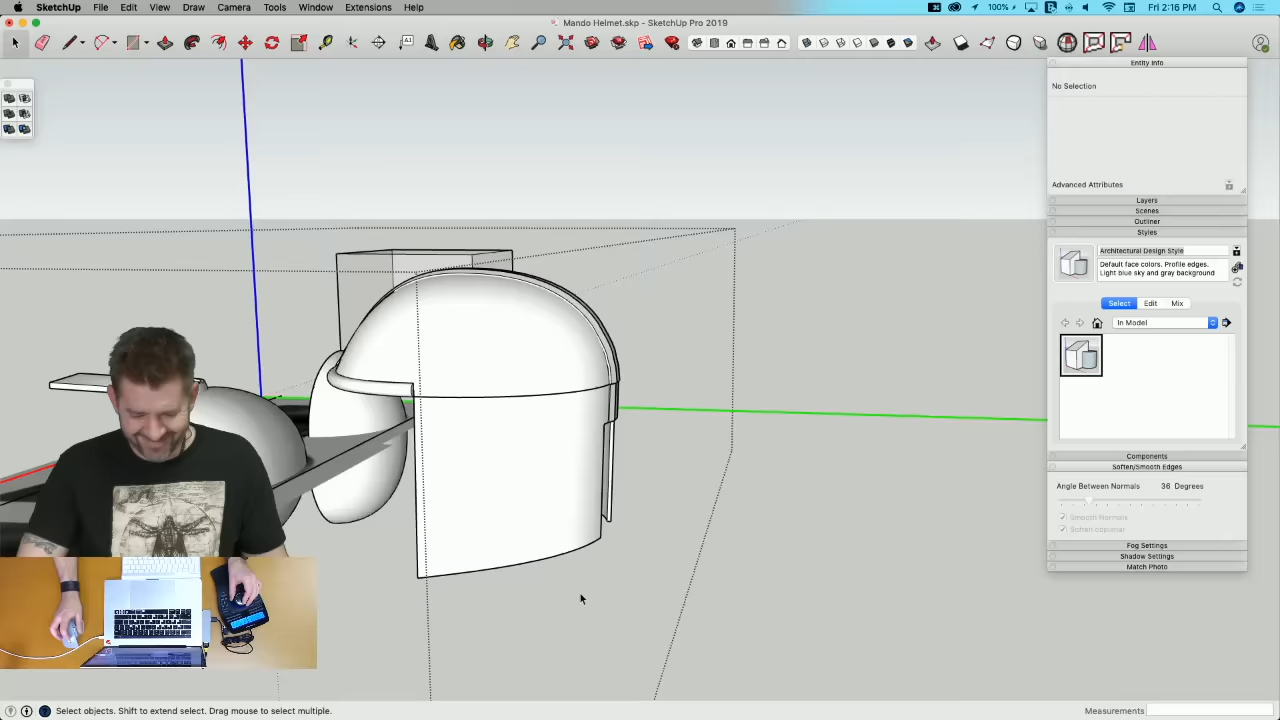 SketchUp File Edit View Camera Draw Tools Window Extensions Help
100% Fri 2:16 PM
Mando Helmet.skp - SketchUp Pro 2019
Entity Info
No Selection
Advanced Attributes
Layers
Scenes
Outliner
Styles
Architectural Design Style
Default face colors. Profile edges.
Light blue sky and gray background
Select Edit Mix
In Model
Components
Soften/Smooth Edges
Angle Between Normals 36 Degrees
Smooth Normals
Soften coplanar
Fog Settings
Shadow Settings
Match Photo
Select objects. Shift to extend select. Drag mouse to select multiple.
Measurements